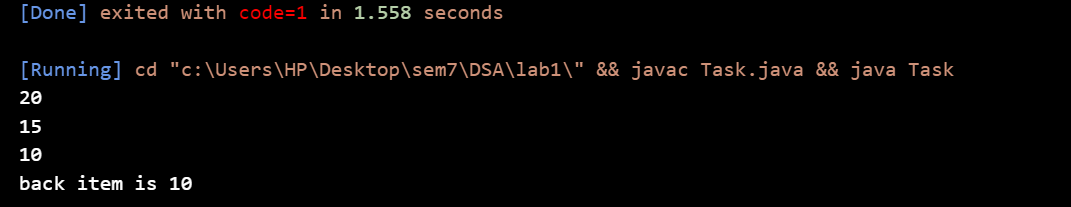 [Done] exited with code=1 in 1.558 seconds
[Running] cd "c:\Users\HP\Desktop\sem7\DSA\lab1\" && javac Task.java && java Task
20
15
10
back item is 10